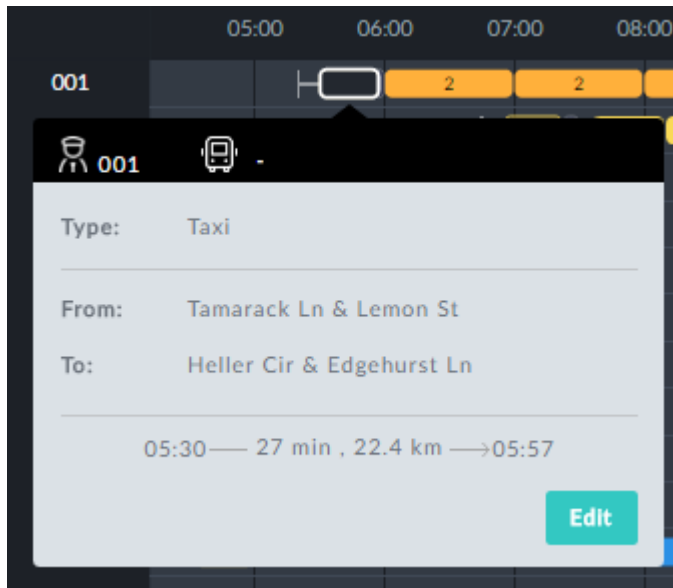 05:00 06:00 07:00 08:00
001 2 2
001 -
Type: Taxi
From: Tamarack Ln & Lemon St
To: Heller Cir & Edgehurst Ln
05:30 27 min , 22.4 km 05:57
Edit